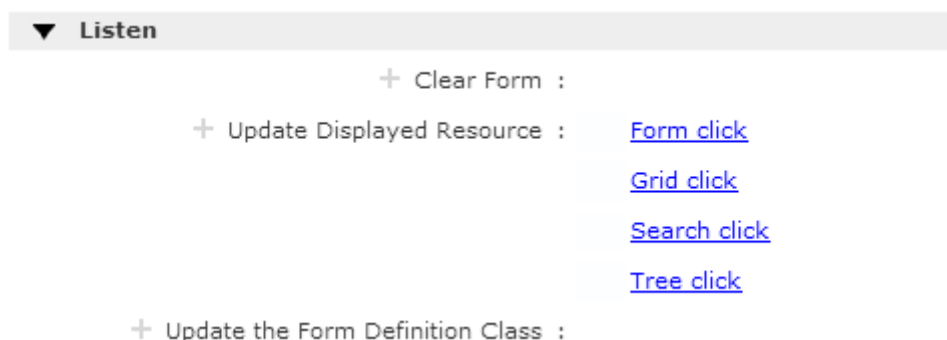 Listen
Clear Form :
Update Displayed Resource : Form click
Grid click
Search click
Tree click
Update the Form Definition Class :